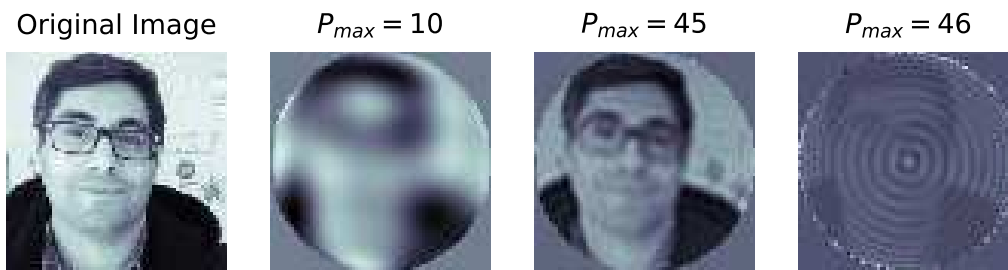 Original Image
P_max = 10
P_max = 45
P_max = 46